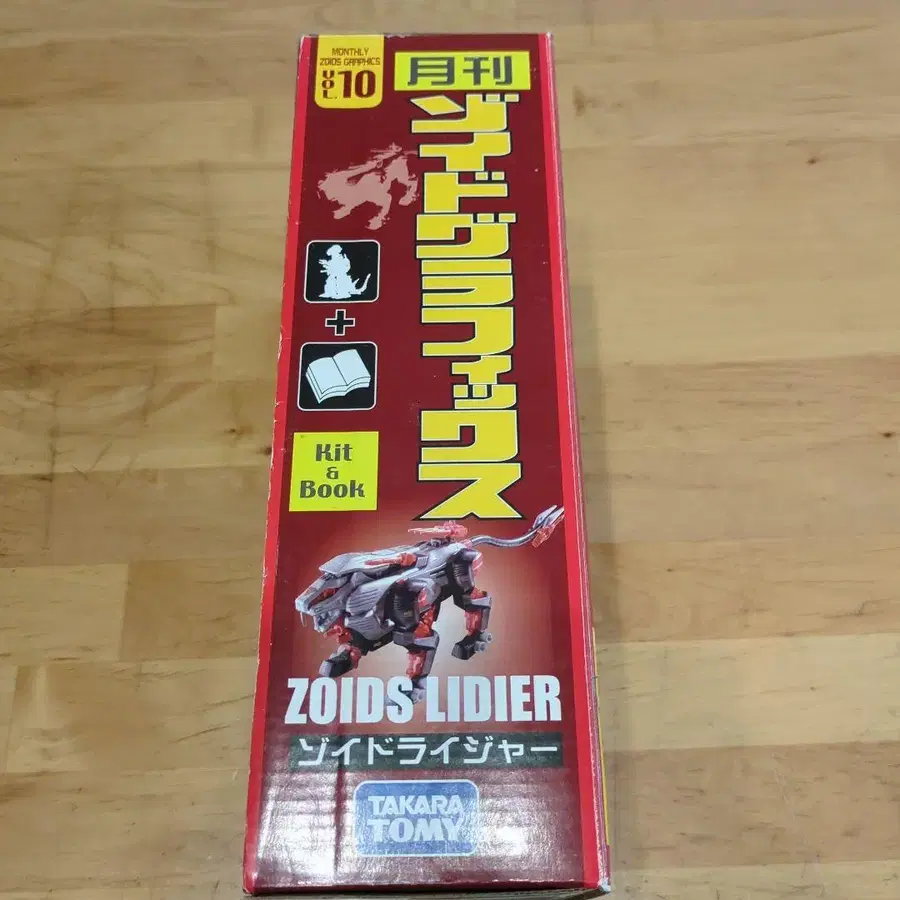 MONTHLY
ZOIDS GRAPHICS
VOL.10
月刊
ゾイドグラフィックス
Kit
&
Book
ZOIDS LIDIER
ゾイドライジャー
TAKARA
TOMY